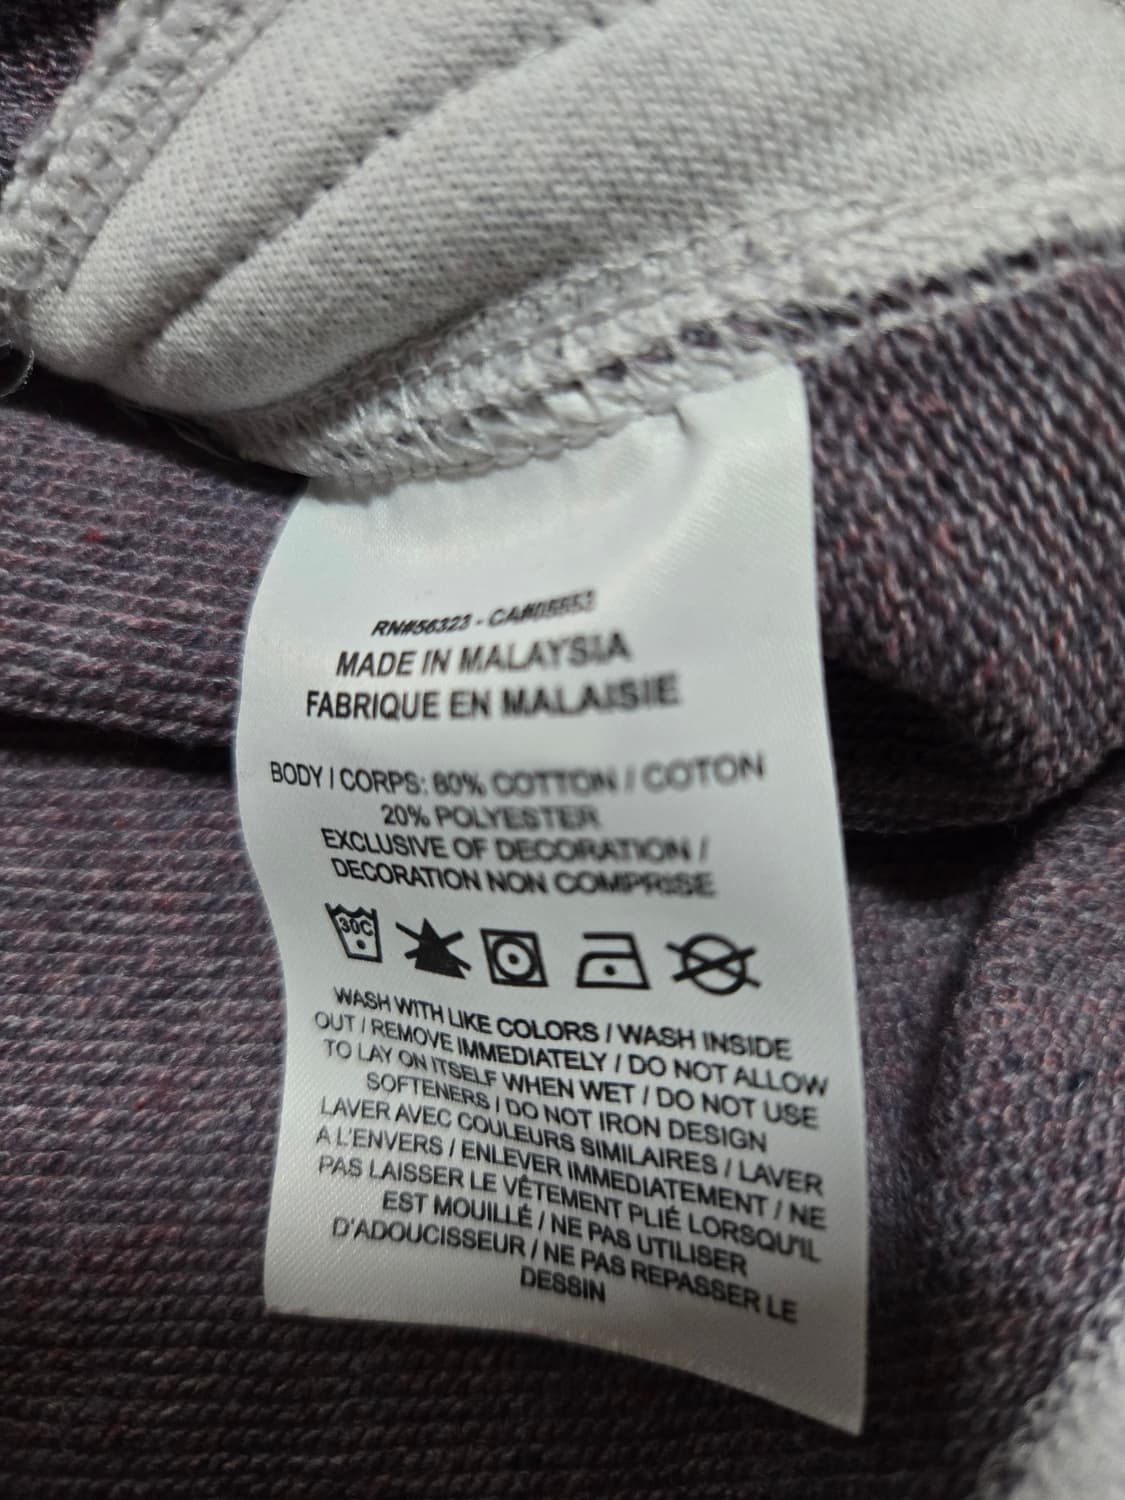 RN#56323 - CA#05553
MADE IN MALAYSIA
FABRIQUE EN MALAISIE
BODY / CORPS: 80% COTTON / COTON
20% POLYESTER
EXCLUSIVE OF DECORATION /
DECORATION NON COMPRISE
30C
WASH WITH LIKE COLORS / WASH INSIDE
OUT / REMOVE IMMEDIATELY / DO NOT ALLOW
TO LAY ON ITSELF WHEN WET / DO NOT USE
SOFTENERS / DO NOT IRON DESIGN
LAVER AVEC COULEURS SIMILAIRES / LAVER
A L'ENVERS / ENLEVER IMMEDIATEMENT / NE
PAS LAISSER LE VÊTEMENT PLIÉ LORSQU'IL
EST MOUILLÉ / NE PAS UTILISER
D'ADOUCISSEUR / NE PAS REPASSER LE
DESSIN